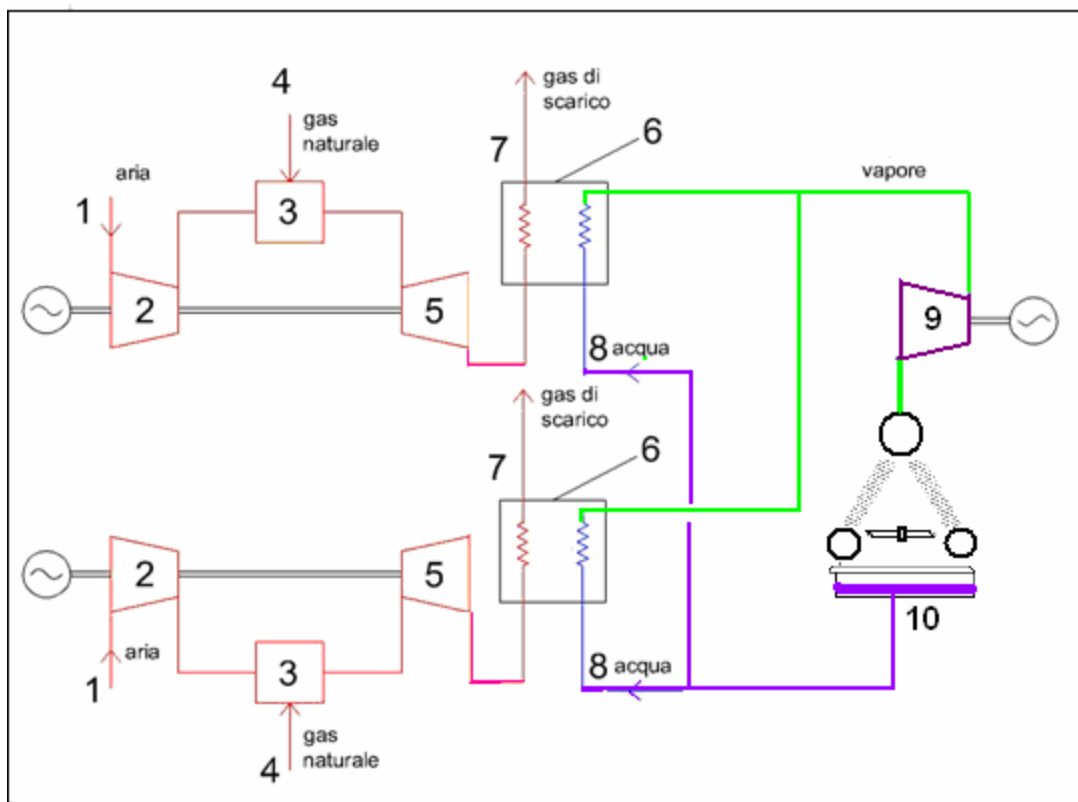 4
gas
naturale
gas di
scarico
7
6
aria
1
3
vapore
2
5
9
8 acqua
gas di
scarico
7
6
2
5
10
aria
1
3
8 acqua
4
gas
naturale